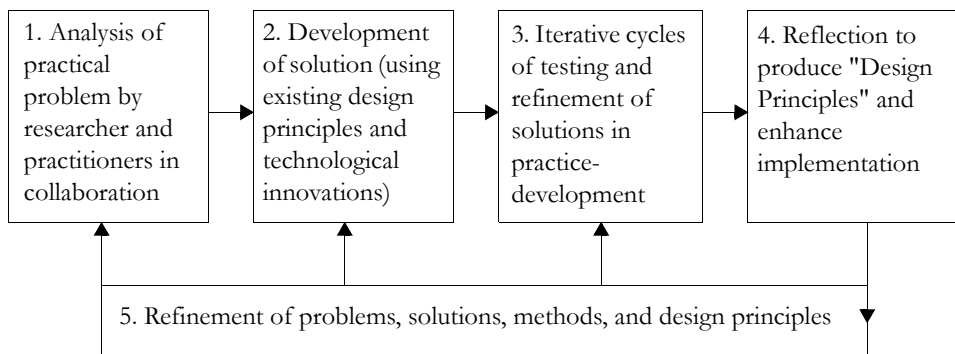 1. Analysis of
practical
problem by
researcher and
practitioners in
collaboration
2. Development
of solution (using
existing design
principles and
technological
innovations)
3. Iterative cycles
of testing and
refinement of
solutions in
practice-
development
4. Reflection to
produce "Design
Principles" and
enhance
implementation
5. Refinement of problems, solutions, methods, and design principles